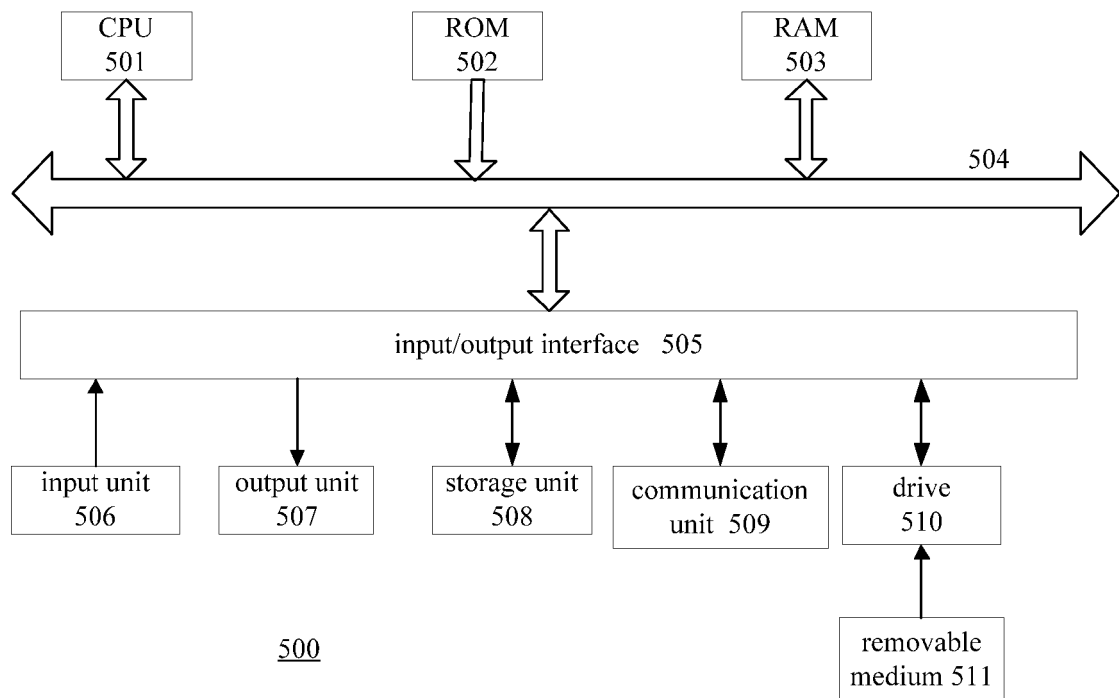 CPU
501
ROM
502
RAM
503
504
input/output interface 505
input unit
506
output unit
507
storage unit
508
communication
unit 509
drive
510
500
removable
medium 511